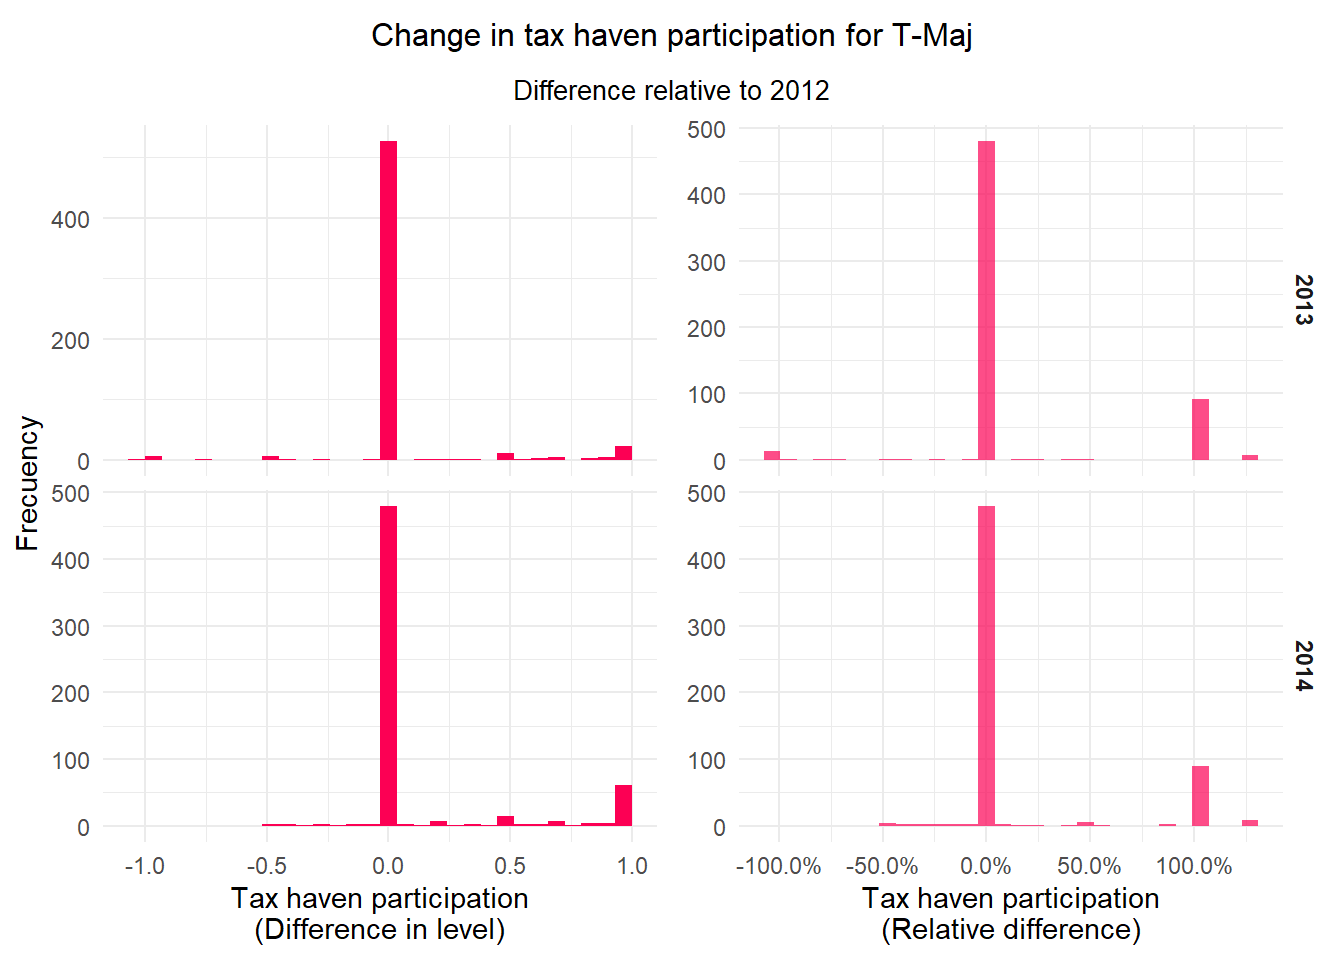 Change in tax haven participation for T-Maj
Difference relative to 2012
Frecuency
400
200
0
500
400
300
200
100
0
2013
500
400
300
200
100
0
500
400
300
200
100
0
2014
-1.0 -0.5 0.0 0.5 1.0
-100.0% -50.0% 0.0% 50.0% 100.0%
Tax haven participation
(Difference in level)
Tax haven participation
(Relative difference)